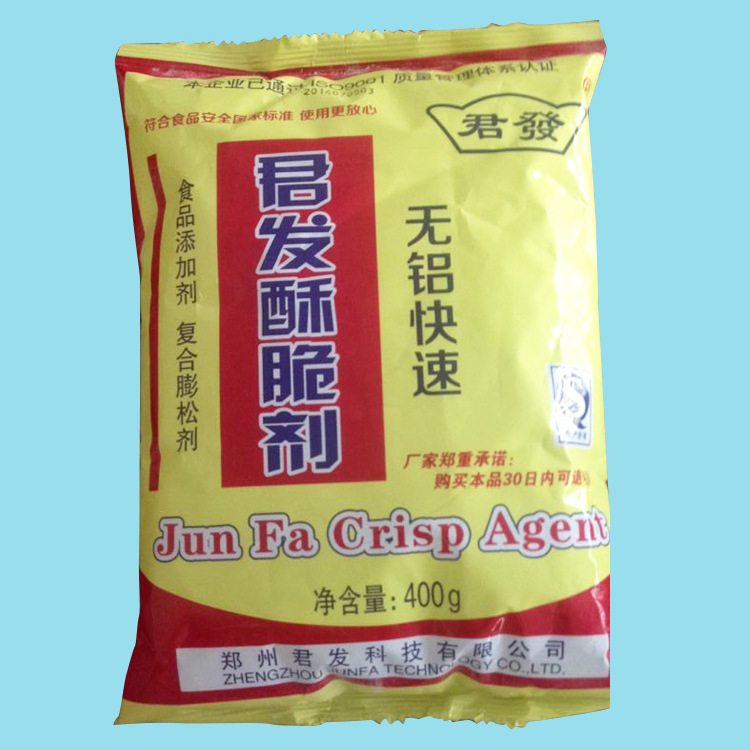 本企业已通过ISO9001质量管理体系认证
符合食品安全国家标准 使用更放心
君發
君发酥脆剂
无铝快速
食品添加剂 复合膨松剂
厂家郑重承诺:
购买本品30日内可退
Jun Fa Crisp Agent
净含量: 400g
郑州君发科技有限公司
ZHENGZHOU JUNFA TECHNOLOGY CO.,LTD.